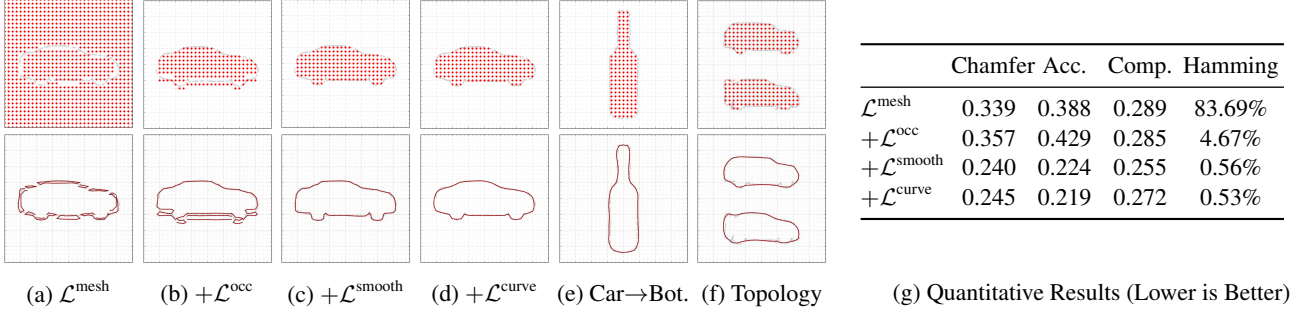 Chamfer Acc. Comp. Hamming
ℒ^mesh 0.339 0.388 0.289 83.69%
+ℒ^occ 0.357 0.429 0.285 4.67%
+ℒ^smooth 0.240 0.224 0.255 0.56%
+ℒ^curve 0.245 0.219 0.272 0.53%
(a) ℒ^mesh (b) +ℒ^occ (c) +ℒ^smooth (d) +ℒ^curve (e) Car→Bot. (f) Topology (g) Quantitative Results (Lower is Better)